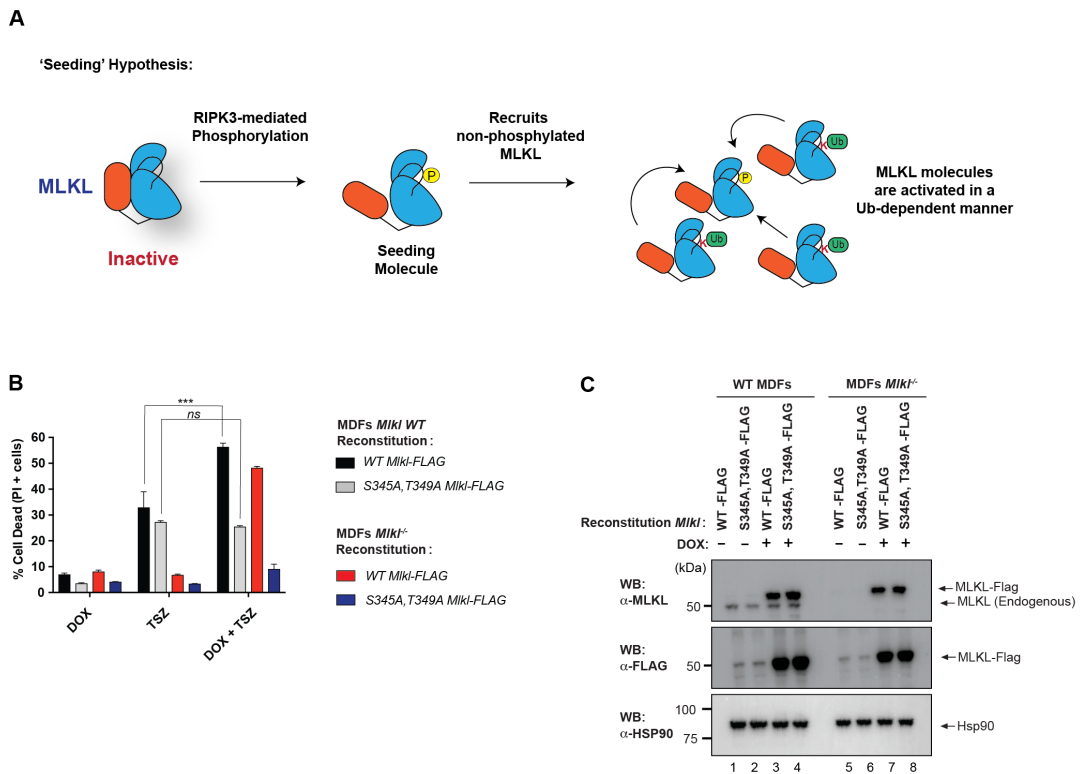 A
‘Seeding’ Hypothesis:
RIPK3-mediated
Phosphorylation
Recruits
non-phosphylated
MLKL
MLKL
Inactive
P
Seeding
Molecule
P
K
Ub
K
Ub
K
Ub
MLKL molecules
are activated in a
Ub-dependent manner
B
% Cell Dead (PI + cells)
60
50
40
30
20
10
0
***
ns
DOX
TSZ
DOX + TSZ
MDFs Mlkl WT
Reconstitution :
WT Mlkl-FLAG
S345A,T349A Mlkl-FLAG
MDFs Mlkl-/-
Reconstitution :
WT Mlkl-FLAG
S345A,T349A Mlkl-FLAG
C
WT MDFs
MDFs Mlkl-/-
Reconstitution Mlkl :
WT -FLAG
S345A, T349A -FLAG
WT -FLAG
S345A, T349A -FLAG
WT -FLAG
S345A, T349A -FLAG
WT -FLAG
S345A, T349A -FLAG
DOX: – – + + – – + +
(kDa)
WB:
α-MLKL
50
MLKL-Flag
MLKL (Endogenous)
WB:
α-FLAG
50
MLKL-Flag
WB:
α-HSP90
100
75
Hsp90
1 2 3 4 5 6 7 8